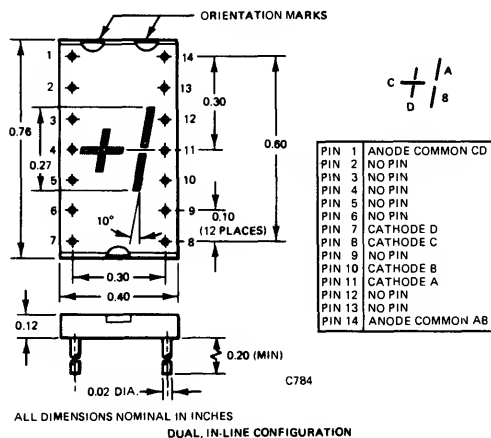 ORIENTATION MARKS
1
14
2
13
0.30
3
12
0.76
4
11
0.60
0.27
5
10
6
9
0.10
(12 PLACES)
10°
7
8
0.30
0.40
0.12
0.20 (MIN)
0.02 DIA.
C784
ALL DIMENSIONS NOMINAL IN INCHES
DUAL, IN-LINE CONFIGURATION
A
C
D
B
PIN 1 ANODE COMMON CD
PIN 2 NO PIN
PIN 3 NO PIN
PIN 4 NO PIN
PIN 5 NO PIN
PIN 6 NO PIN
PIN 7 CATHODE D
PIN 8 CATHODE C
PIN 9 NO PIN
PIN 10 CATHODE B
PIN 11 CATHODE A
PIN 12 NO PIN
PIN 13 NO PIN
PIN 14 ANODE COMMON AB